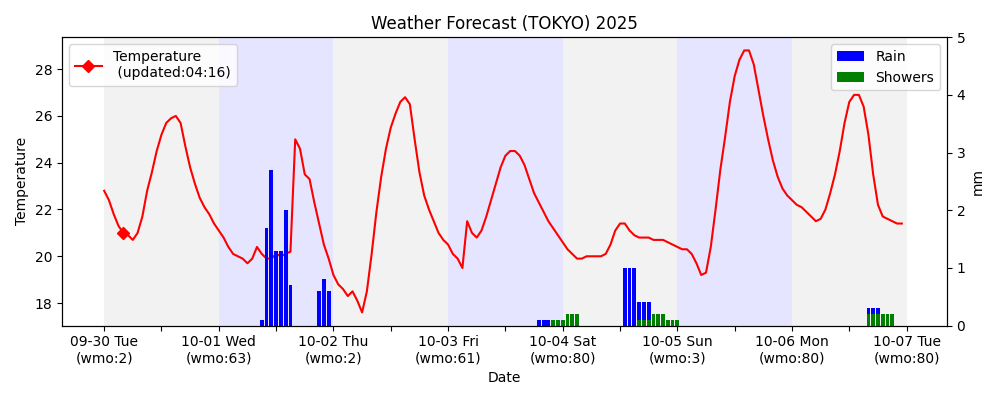 Weather Forecast (TOKYO) 2025
Temperature
(updated:04:16)
Rain
Showers
Temperature
28
26
24
22
20
18
5
4
3
2
1
0
mm
09-30 Tue
(wmo:2)
10-01 Wed
(wmo:63)
10-02 Thu
(wmo:2)
10-03 Fri
(wmo:61)
10-04 Sat
(wmo:80)
10-05 Sun
(wmo:3)
10-06 Mon
(wmo:80)
10-07 Tue
(wmo:80)
Date